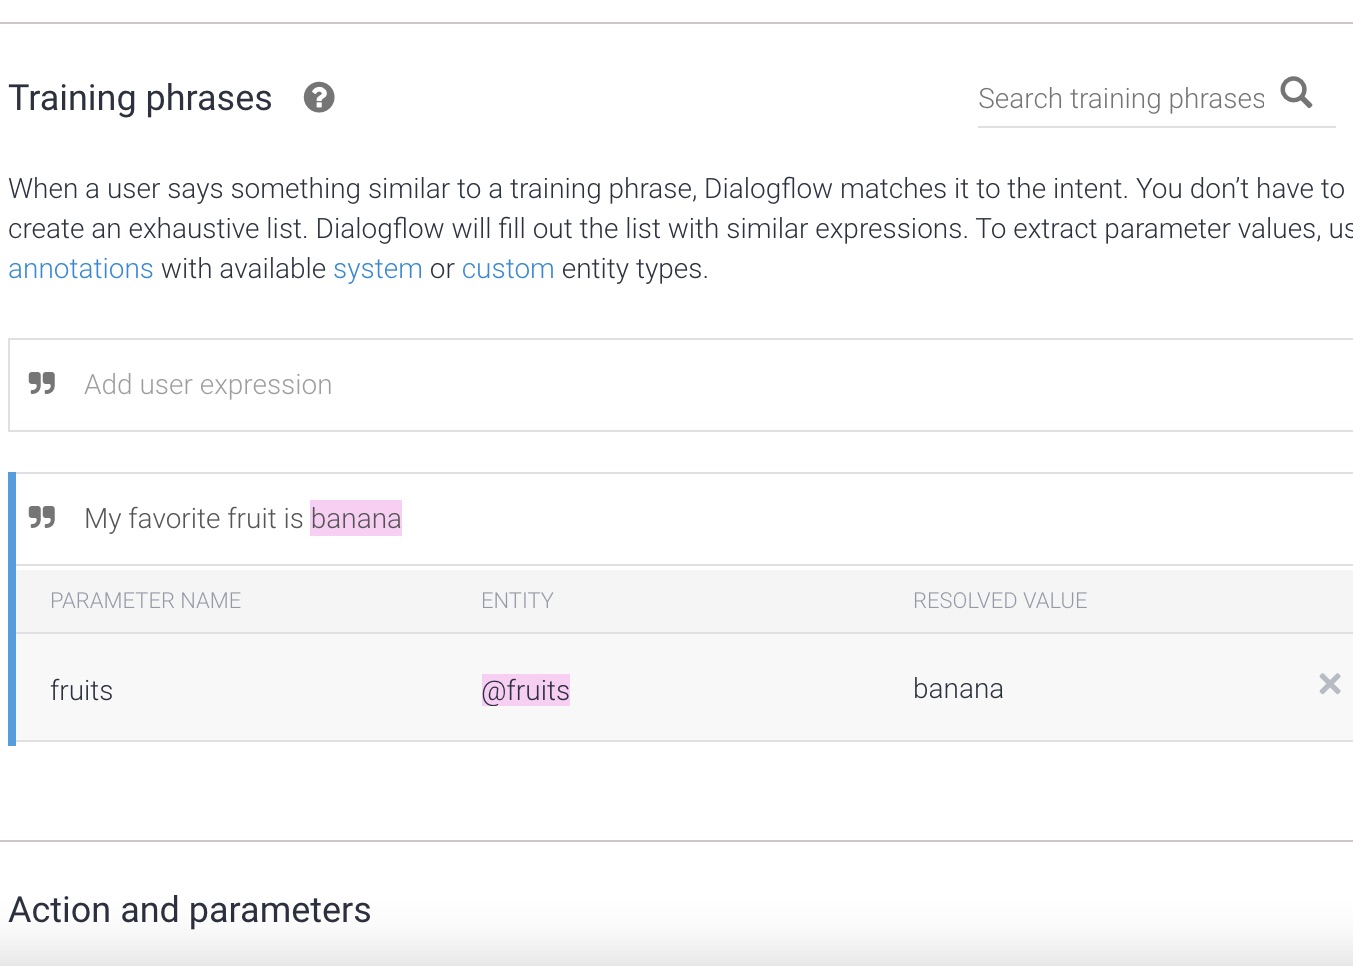 Training phrases
Search training phrases
When a user says something similar to a training phrase, Dialogflow matches it to the intent. You don’t have to
create an exhaustive list. Dialogflow will fill out the list with similar expressions. To extract parameter values, us
annotations with available system or custom entity types.
Add user expression
My favorite fruit is banana
PARAMETER NAME ENTITY RESOLVED VALUE
fruits @fruits banana
Action and parameters